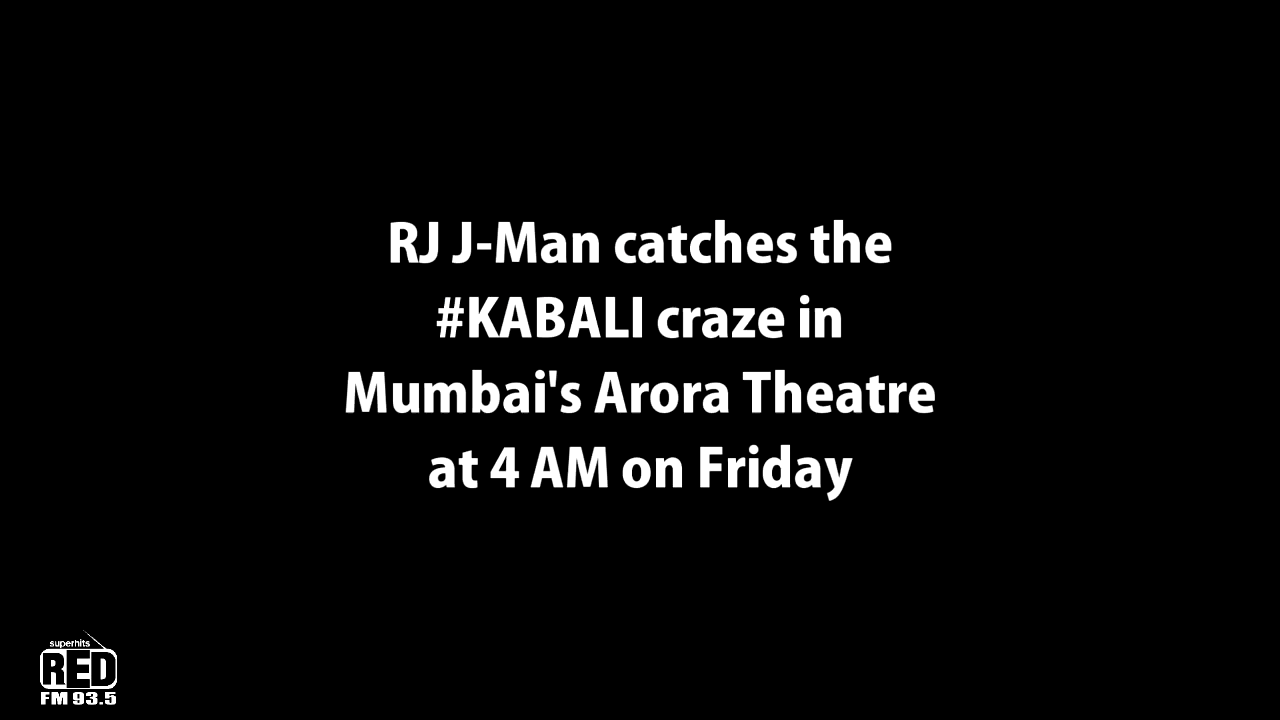 RJ J-Man catches the
#KABALI craze in
Mumbai's Arora Theatre
at 4 AM on Friday
superhits
RED
FM 93.5